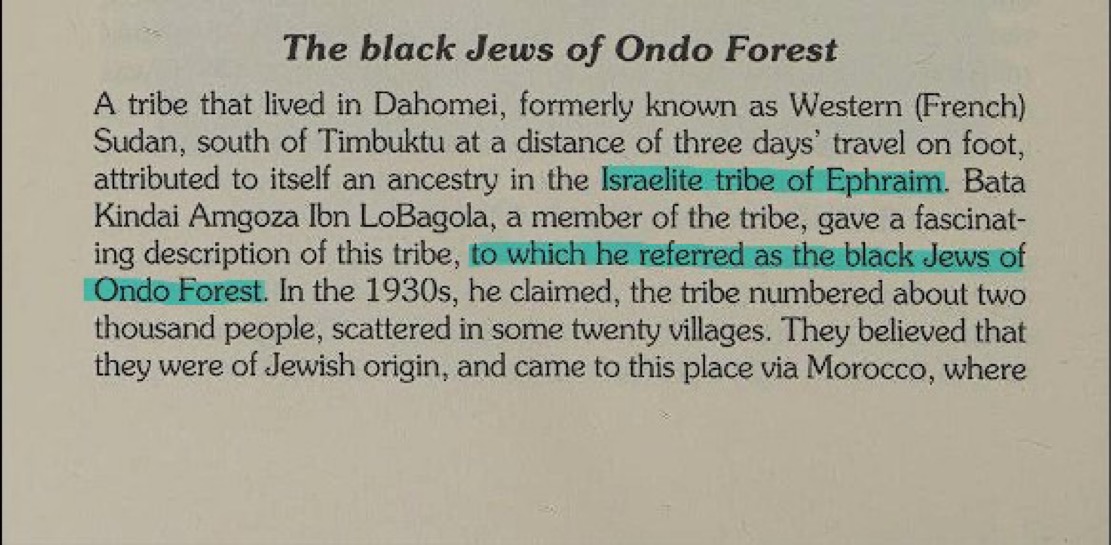 The black Jews of Ondo Forest
A tribe that lived in Dahomei, formerly known as Western (French)
Sudan, south of Timbuktu at a distance of three days' travel on foot,
attributed to itself an ancestry in the Israelite tribe of Ephraim. Bata
Kindai Amgoza Ibn LoBagola, a member of the tribe, gave a fascinat-
ing description of this tribe, to which he referred as the black Jews of
Ondo Forest. In the 1930s, he claimed, the tribe numbered about two
thousand people, scattered in some twenty villages. They believed that
they were of Jewish origin, and came to this place via Morocco, where